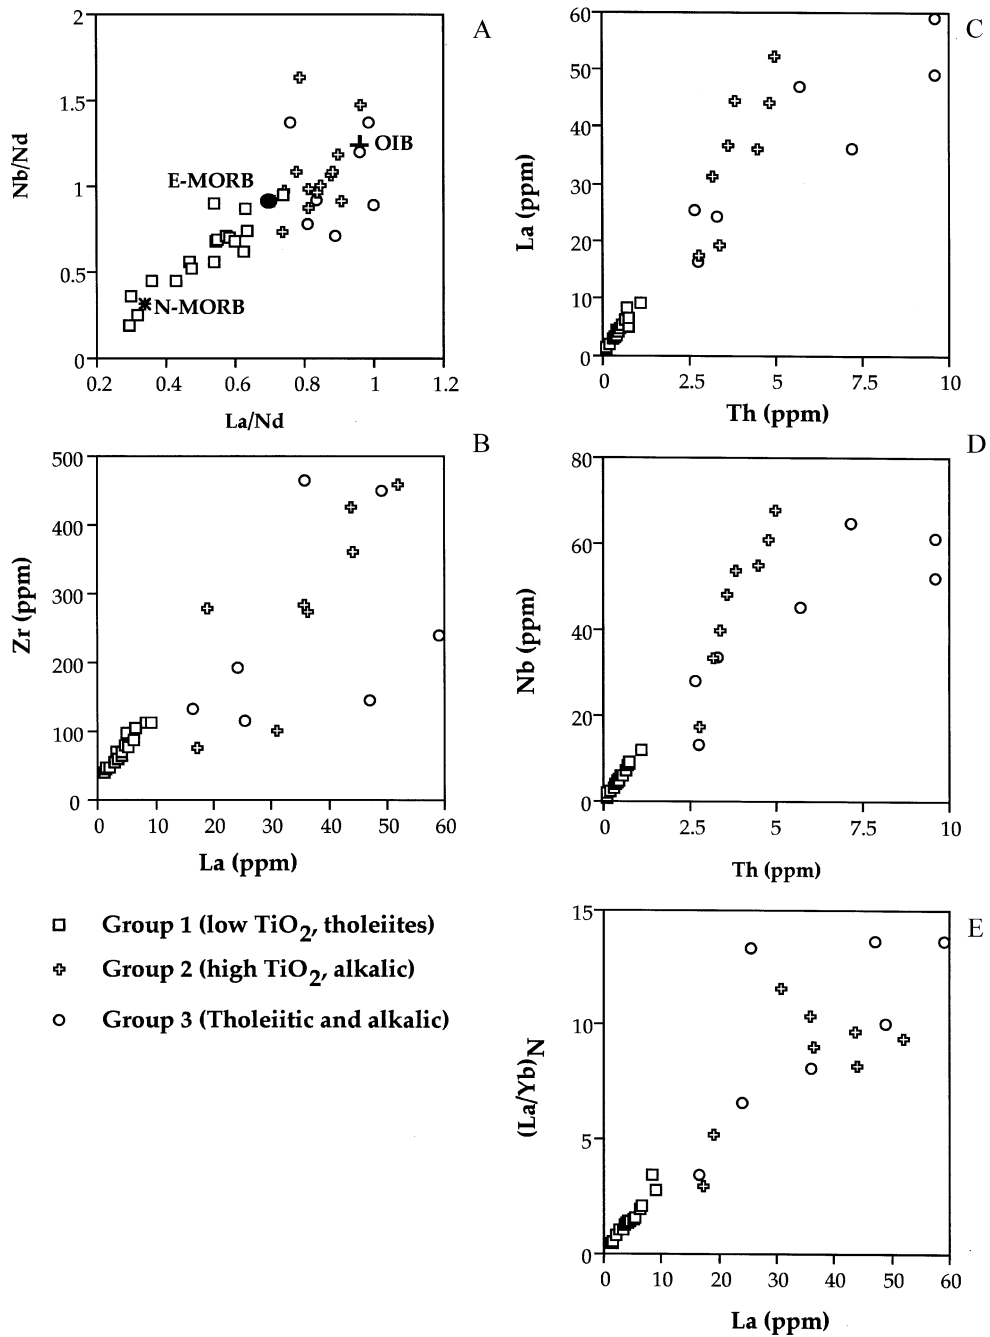 A
2
1.5
1
0.5
0
Nb/Nd
E-MORB
OIB
N-MORB
0.2 0.4 0.6 0.8 1 1.2
La/Nd
C
60
50
40
30
20
10
0
La (ppm)
0 2.5 5 7.5 10
Th (ppm)
B
500
400
300
200
100
0
Zr (ppm)
0 10 20 30 40 50 60
La (ppm)
D
80
60
40
20
0
Nb (ppm)
0 2.5 5 7.5 10
Th (ppm)
Group 1 (low TiO2, tholeiites)
Group 2 (high TiO2, alkalic)
Group 3 (Tholeiitic and alkalic)
E
15
10
5
0
(La/Yb)N
0 10 20 30 40 50 60
La (ppm)